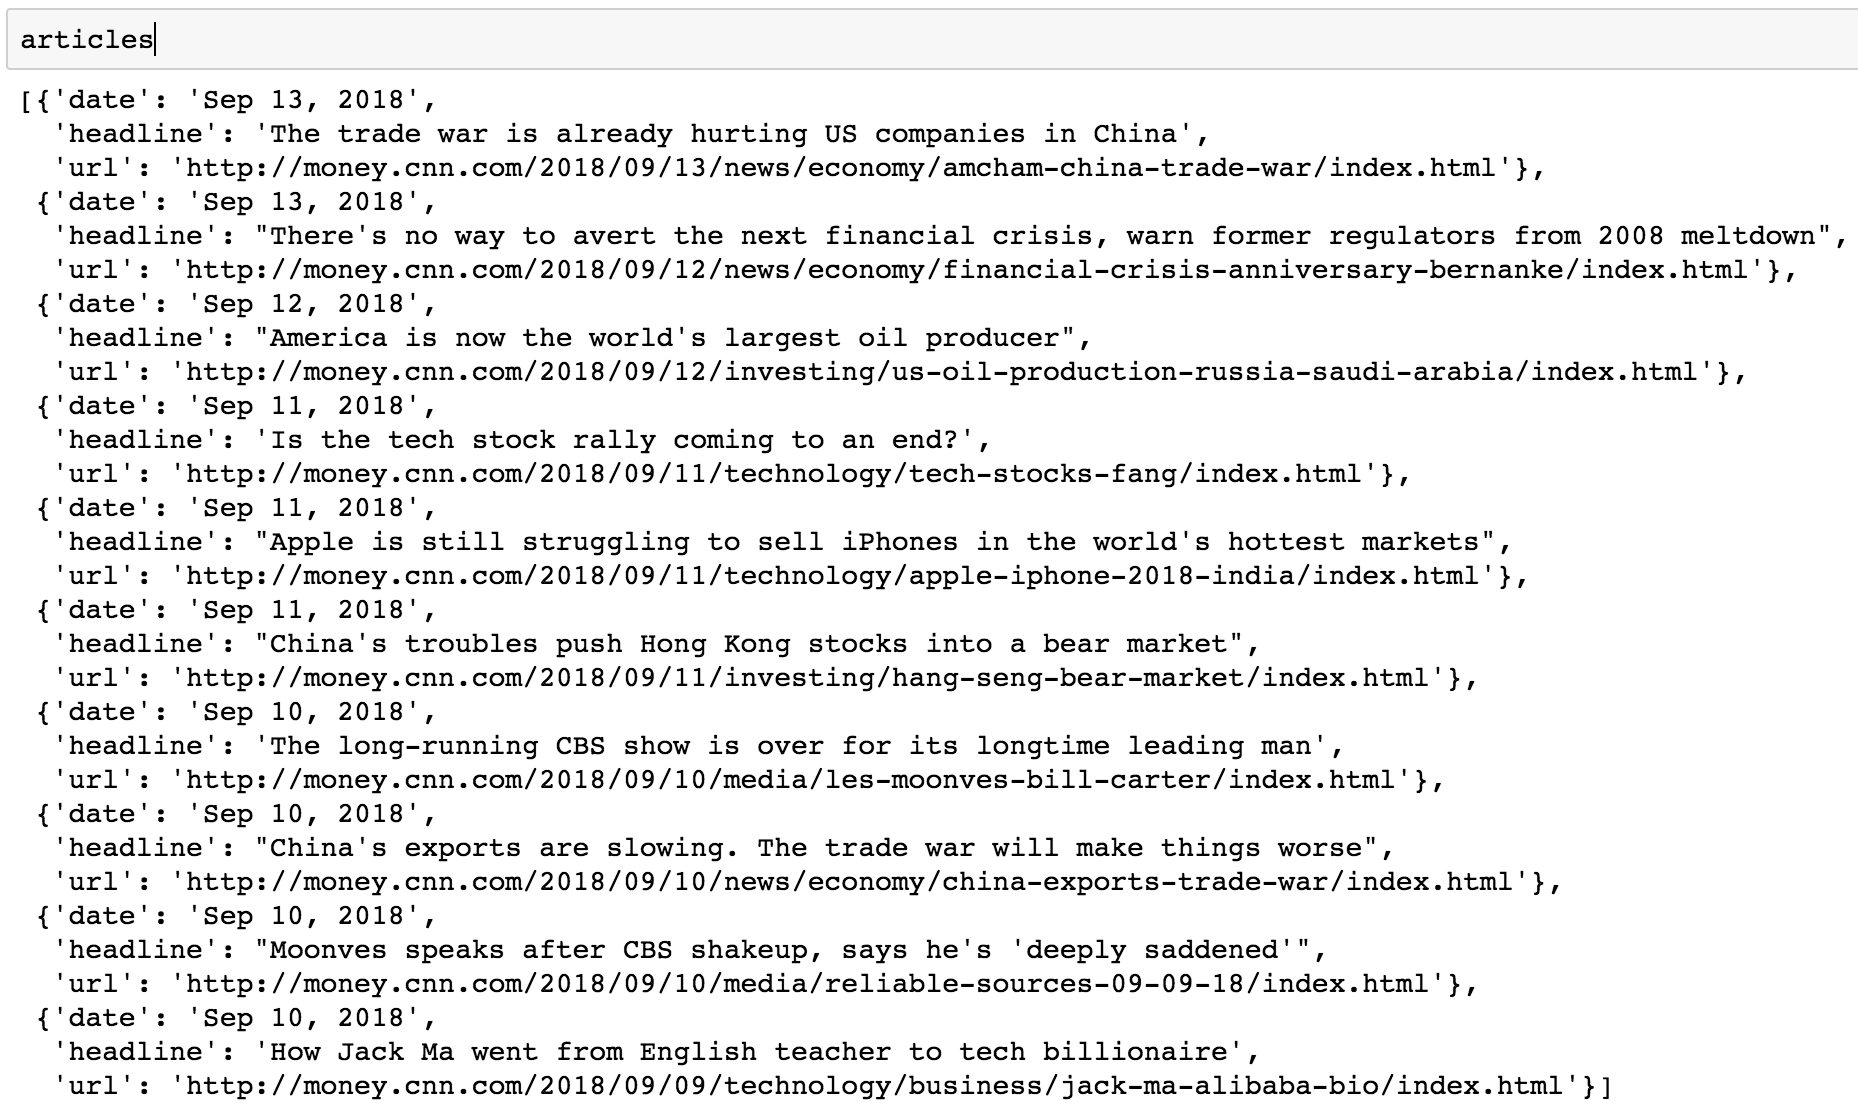 articles
[{'date': 'Sep 13, 2018',
'headline': 'The trade war is already hurting US companies in China',
'url': 'http://money.cnn.com/2018/09/13/news/economy/amcham-china-trade-war/index.html'},
{'date': 'Sep 13, 2018',
'headline': "There's no way to avert the next financial crisis, warn former regulators from 2008 meltdown",
'url': 'http://money.cnn.com/2018/09/12/news/economy/financial-crisis-anniversary-bernanke/index.html'},
{'date': 'Sep 12, 2018',
'headline': "America is now the world's largest oil producer",
'url': 'http://money.cnn.com/2018/09/12/investing/us-oil-production-russia-saudi-arabia/index.html'},
{'date': 'Sep 11, 2018',
'headline': 'Is the tech stock rally coming to an end?',
'url': 'http://money.cnn.com/2018/09/11/technology/tech-stocks-fang/index.html'},
{'date': 'Sep 11, 2018',
'headline': "Apple is still struggling to sell iPhones in the world's hottest markets",
'url': 'http://money.cnn.com/2018/09/11/technology/apple-iphone-2018-india/index.html'},
{'date': 'Sep 11, 2018',
'headline': "China's troubles push Hong Kong stocks into a bear market",
'url': 'http://money.cnn.com/2018/09/11/investing/hang-seng-bear-market/index.html'},
{'date': 'Sep 10, 2018',
'headline': 'The long-running CBS show is over for its longtime leading man',
'url': 'http://money.cnn.com/2018/09/10/media/les-moonves-bill-carter/index.html'},
{'date': 'Sep 10, 2018',
'headline': "China's exports are slowing. The trade war will make things worse",
'url': 'http://money.cnn.com/2018/09/10/news/economy/china-exports-trade-war/index.html'},
{'date': 'Sep 10, 2018',
'headline': "Moonves speaks after CBS shakeup, says he's 'deeply saddened'",
'url': 'http://money.cnn.com/2018/09/10/media/reliable-sources-09-09-18/index.html'},
{'date': 'Sep 10, 2018',
'headline': 'How Jack Ma went from English teacher to tech billionaire',
'url': 'http://money.cnn.com/2018/09/09/technology/business/jack-ma-alibaba-bio/index.html'}]